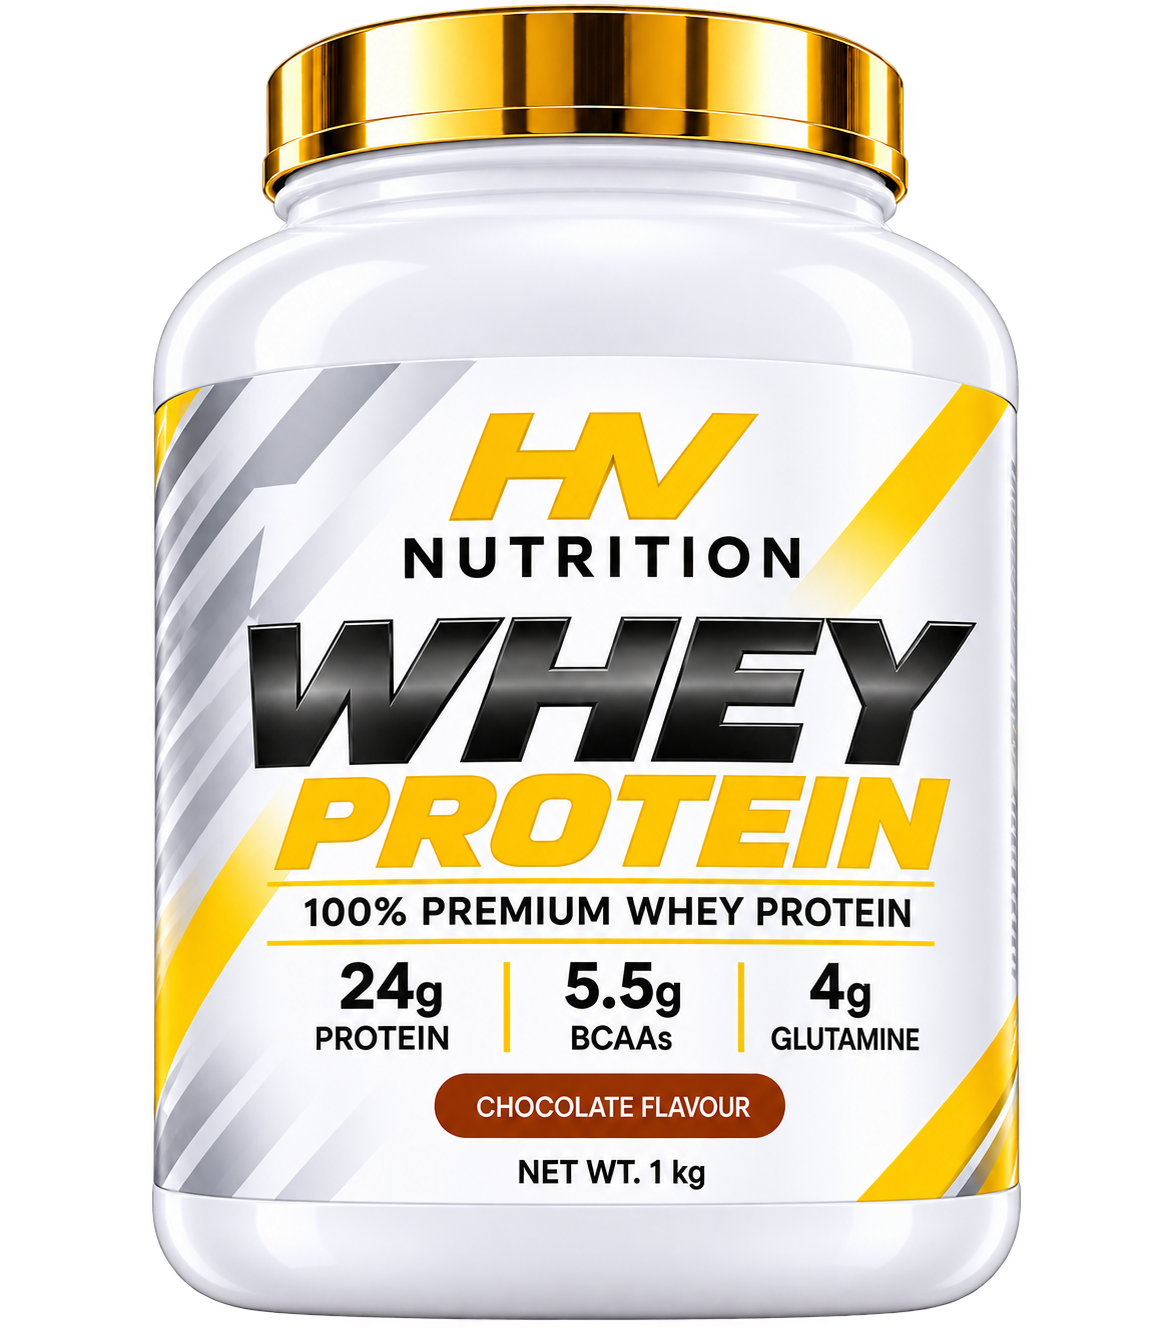 HN
NUTRITION
WHEY
PROTEIN
100% PREMIUM WHEY PROTEIN
24g
PROTEIN
5.5g
BCAAs
4g
GLUTAMINE
CHOCOLATE FLAVOUR
NET WT. 1 kg